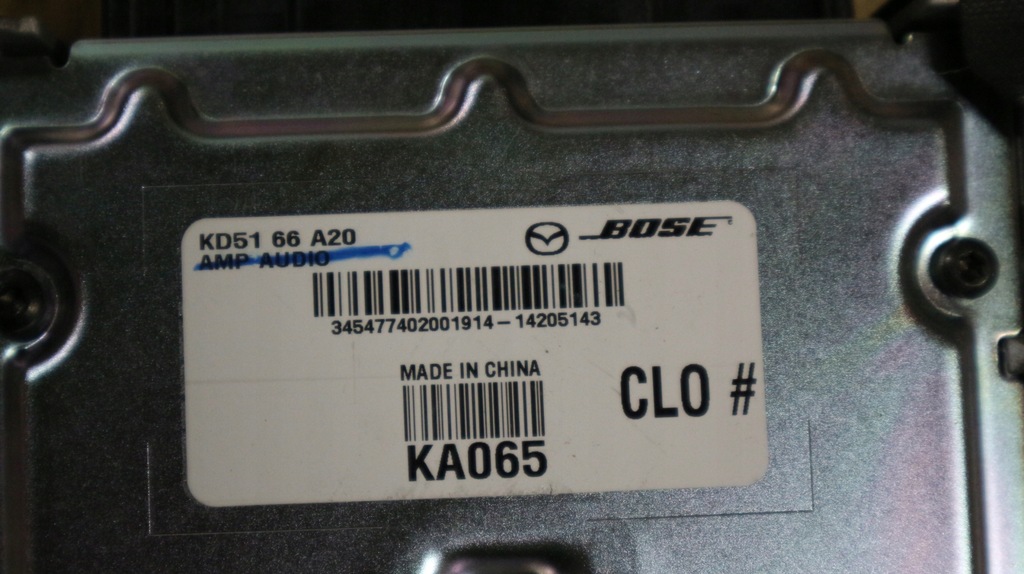 KD51 66 A20
BOSE
AMP AUDIO
345477402001914-14205143
MADE IN CHINA
CLO #
KA065